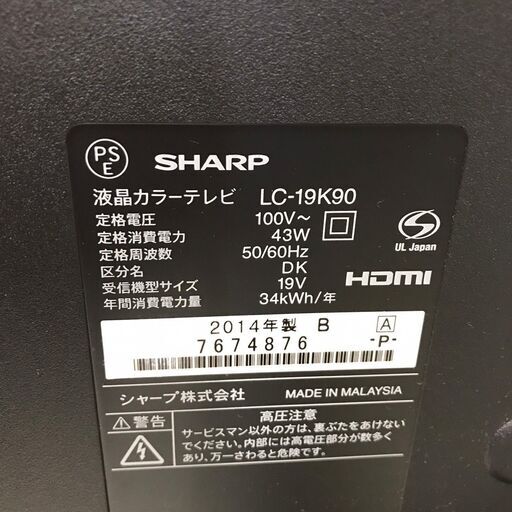 PS
E
SHARP
液晶カラーテレビ LC-19K90
定格電圧 100V～
定格消費電力 43W
定格周波数 50/60Hz
区分名 DK
受信機型サイズ 19V
年間消費電力量 34kWh/年
UL Japan
HDMI
2014年製 B A
7674876 -P-
シャープ株式会社 MADE IN MALAYSIA
警告 高圧注意
サービスマン以外の方は、裏ぶたをあけない
でください。内部には高電圧部分が数多く
あり、万一さわると危険です。